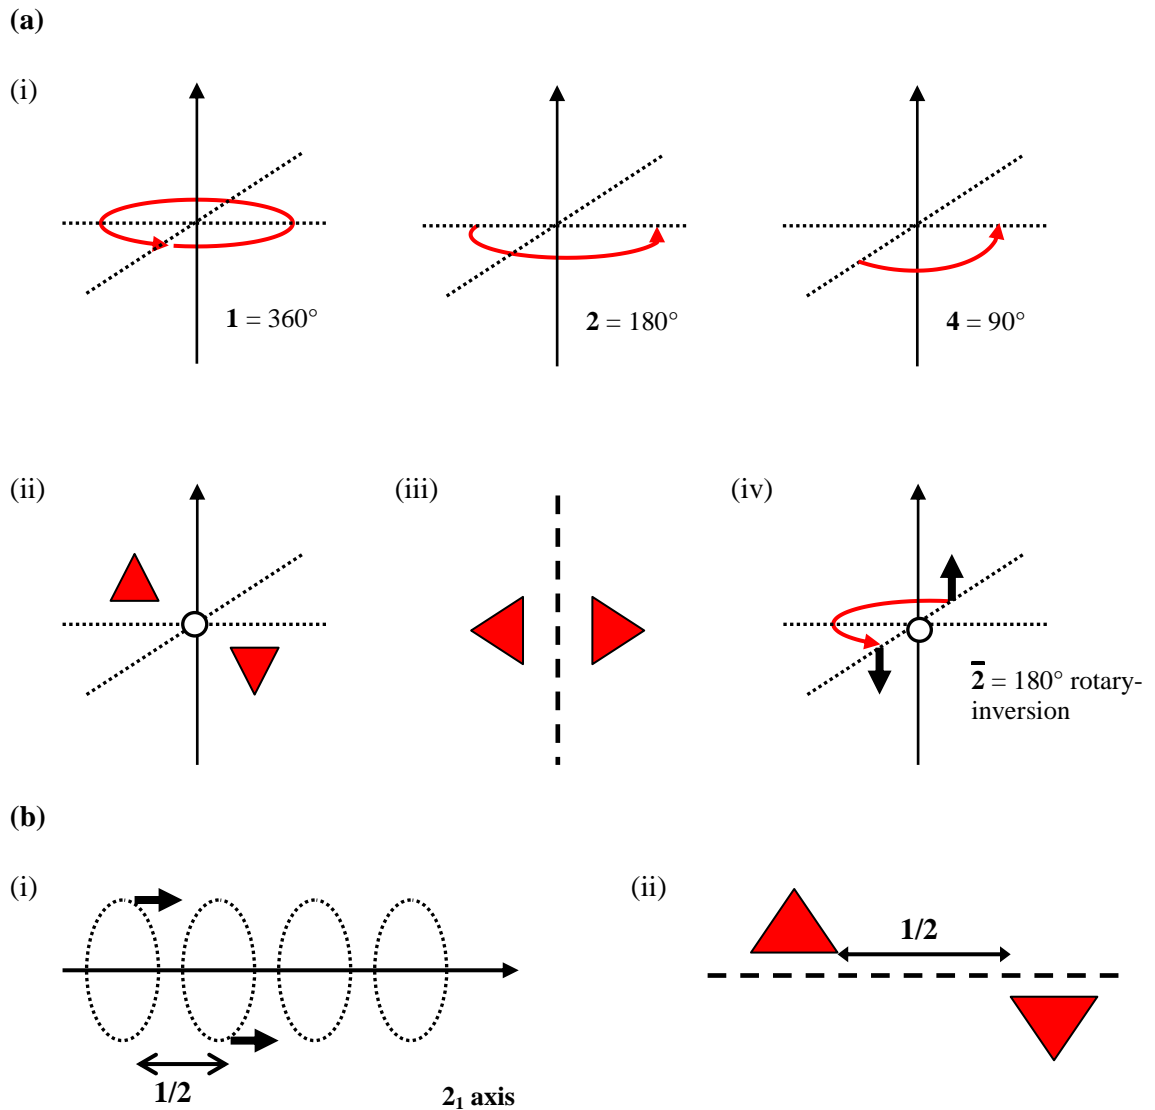 (a)
(i)
1 = 360°
2 = 180°
4 = 90°
(ii)
(iii)
(iv)
2̅ = 180° rotary-
inversion
(b)
(i)
(ii)
1/2
1/2
2₁ axis